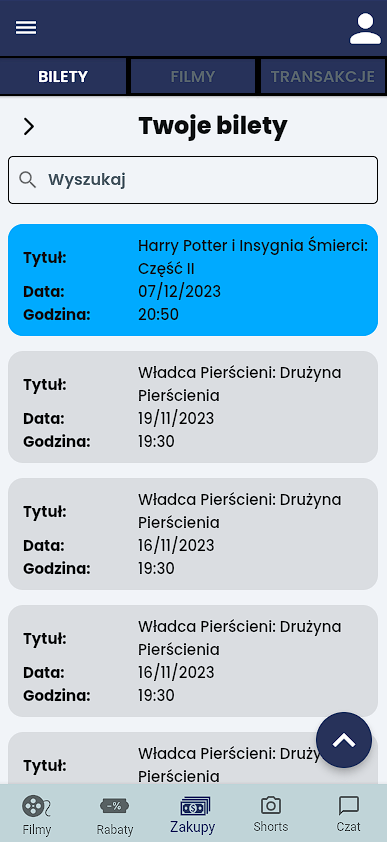 BILETY FILMY TRANSAKCJE
Twoje bilety
Wyszukaj
Tytuł: Harry Potter i Insygnia Śmierci:
Część II
Data: 07/12/2023
Godzina: 20:50
Tytuł: Władca Pierścieni: Drużyna
Pierścienia
Data: 19/11/2023
Godzina: 19:30
Tytuł: Władca Pierścieni: Drużyna
Pierścienia
Data: 16/11/2023
Godzina: 19:30
Tytuł: Władca Pierścieni: Drużyna
Pierścienia
Data: 16/11/2023
Godzina: 19:30
Tytuł: Władca Pierścieni: Druży
Pierścienia
-%
$
Filmy Rabaty Zakupy Shorts Czat